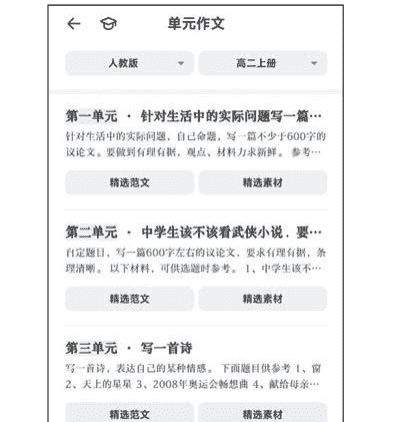 单元作文
人教版
高二上册
第一单元 · 针对生活中的实际问题写一篇…
针对生活中的实际问题，自己命题，写一篇不少于600字的
议论文。要做到有理有据，观点、材料力求新鲜。 参考…
精选范文
精选素材
第二单元 · 中学生该不该看武侠小说，要…
自定题目，写一篇600字左右的议论文，要求有理有据，条
理清晰。 以下材料，可供选题时参考。 1、中学生该不…
精选范文
精选素材
第三单元 · 写一首诗
写一首诗，表达自己的某种情感。 下面题目供参考 1、窗
2、天上的星星 3、2008年奥运会畅想曲 4、献给母亲…
精选范文
精选素材